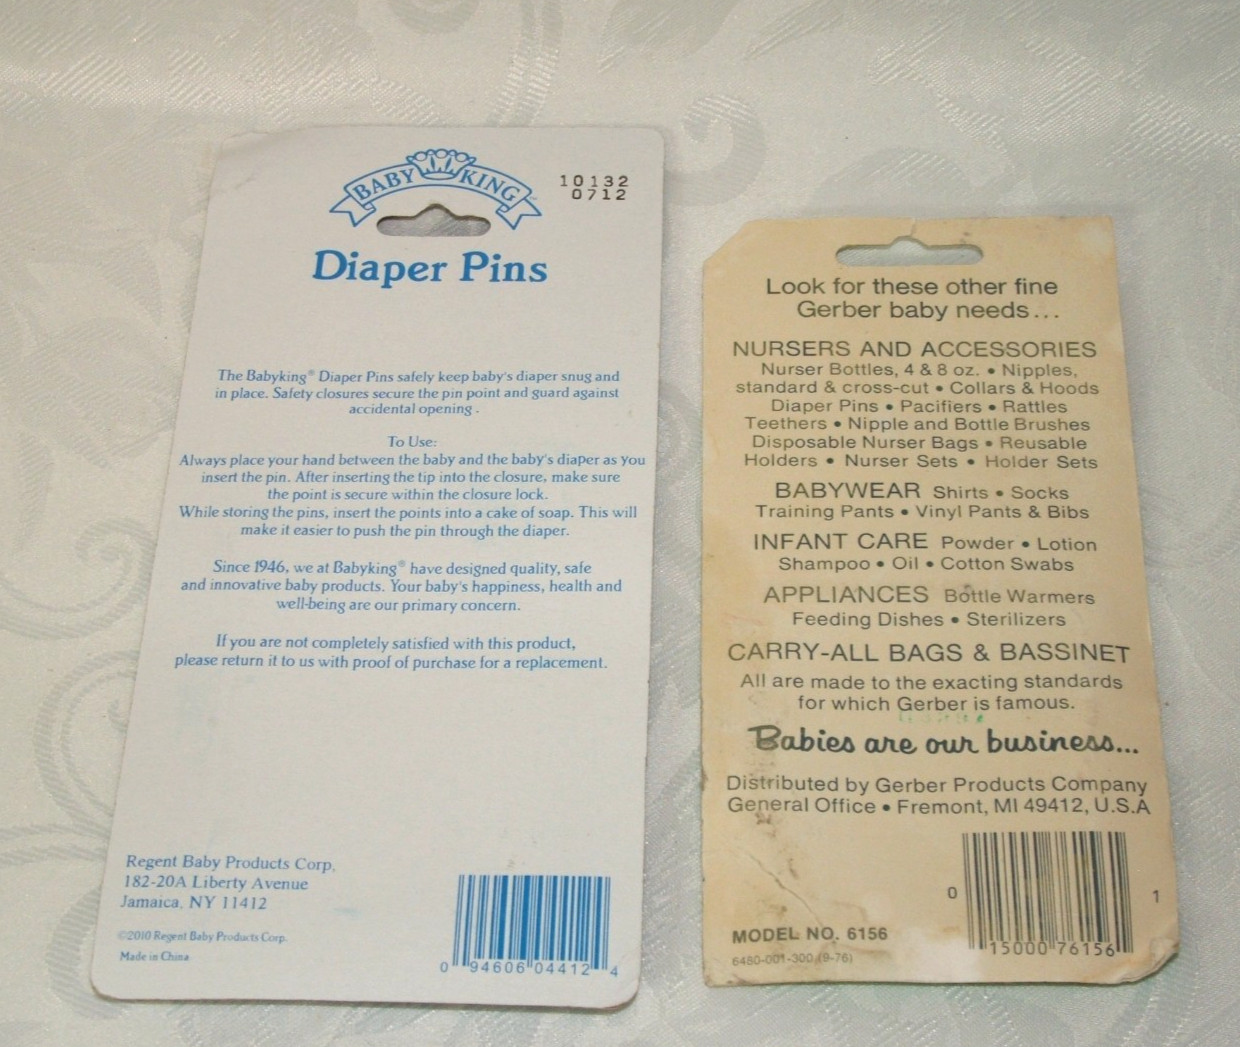 BABY KING
10132
0712
Diaper Pins
The Babyking® Diaper Pins safely keep baby's diaper snug and
in place. Safety closures secure the pin point and guard against
accidental opening .
To Use:
Always place your hand between the baby and the baby's diaper as you
insert the pin. After inserting the tip into the closure, make sure
the point is secure within the closure lock.
While storing the pins, insert the points into a cake of soap. This will
make it easier to push the pin through the diaper.
Since 1946, we at Babyking® have designed quality, safe
and innovative baby products. Your baby's happiness, health and
well-being are our primary concern.
If you are not completely satisfied with this product,
please return it to us with proof of purchase for a replacement.
Regent Baby Products Corp.
182-20A Liberty Avenue
Jamaica, NY 11412
©2010 Regent Baby Products Corp.
Made in China
0 94606 04412 4
Look for these other fine
Gerber baby needs...
NURSERS AND ACCESSORIES
Nurser Bottles, 4 & 8 oz. • Nipples,
standard & cross-cut • Collars & Hoods
Diaper Pins • Pacifiers • Rattles
Teethers • Nipple and Bottle Brushes
Disposable Nurser Bags • Reusable
Holders • Nurser Sets • Holder Sets
BABYWEAR Shirts • Socks
Training Pants • Vinyl Pants & Bibs
INFANT CARE Powder • Lotion
Shampoo • Oil • Cotton Swabs
APPLIANCES Bottle Warmers
Feeding Dishes • Sterilizers
CARRY-ALL BAGS & BASSINET
All are made to the exacting standards
for which Gerber is famous.
Babies are our business...
Distributed by Gerber Products Company
General Office • Fremont, MI 49412, U.S.A
0 15000 76156 1
MODEL NO. 6156
6480-001-300 (9-76)